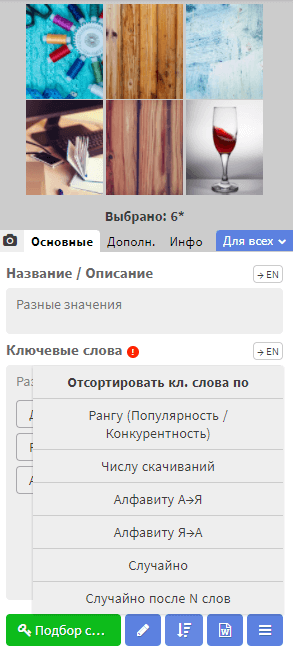 Выбрано: 6*
Основные Дополн. Инфо Для всех
Название / Описание → EN
Разные значения
Ключевые слова → EN
Отсортировать кл. слова по
Рангу (Популярность /
Конкурентность)
Числу скачиваний
Алфавиту А→Я
Алфавиту Я→А
Случайно
Случайно после N слов
Подбор с...